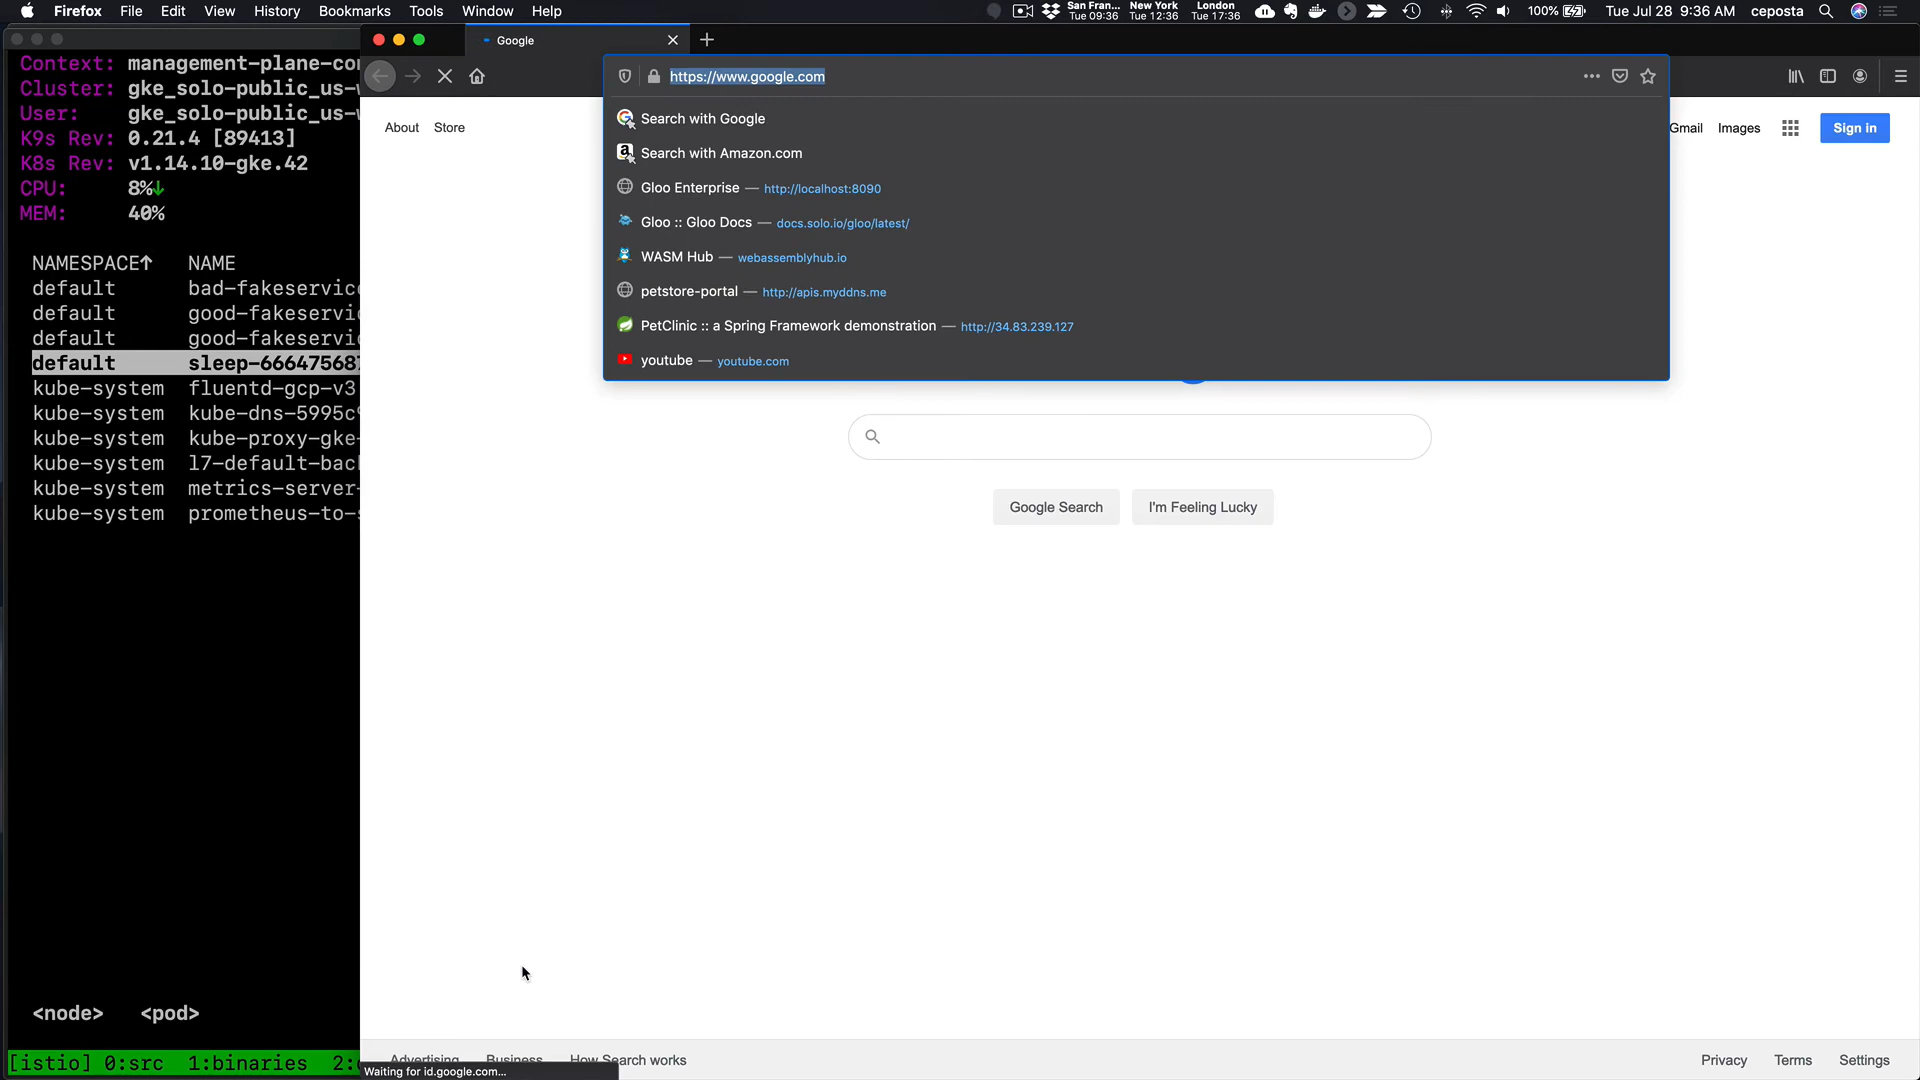 Firefox File Edit View History Bookmarks Tools Window Help
San Fran... New York London
Tue 09:36 Tue 12:36 Tue 17:36
100% Tue Jul 28 9:36 AM ceposta
Google
https://www.google.com
Context: management-plane-co
Cluster: gke_solo-public_us-w
User: gke_solo-public_us-w
K9s Rev: 0.21.4 [89413]
K8s Rev: v1.14.10-gke.42
CPU: 8%↓
MEM: 40%
NAMESPACE↑ NAME
default bad-fakeservic
default good-fakeservi
default good-fakeservi
default sleep-66647568
kube-system fluentd-gcp-v3
kube-system kube-dns-5995c
kube-system kube-proxy-gke
kube-system l7-default-bac
kube-system metrics-server-
kube-system prometheus-to-s
<node> <pod>
[istio] 0:src 1:binaries 2:
About Store
Search with Google
Search with Amazon.com
Gloo Enterprise — http://localhost:8090
Gloo :: Gloo Docs — docs.solo.io/gloo/latest/
WASM Hub — webassemblyhub.io
petstore-portal — http://apis.myddns.me
PetClinic :: a Spring Framework demonstration — http://34.83.239.127
youtube — youtube.com
Gmail Images Sign in
Google Search I'm Feeling Lucky
Advertising Business How Search works
Privacy Terms Settings
Waiting for id.google.com...